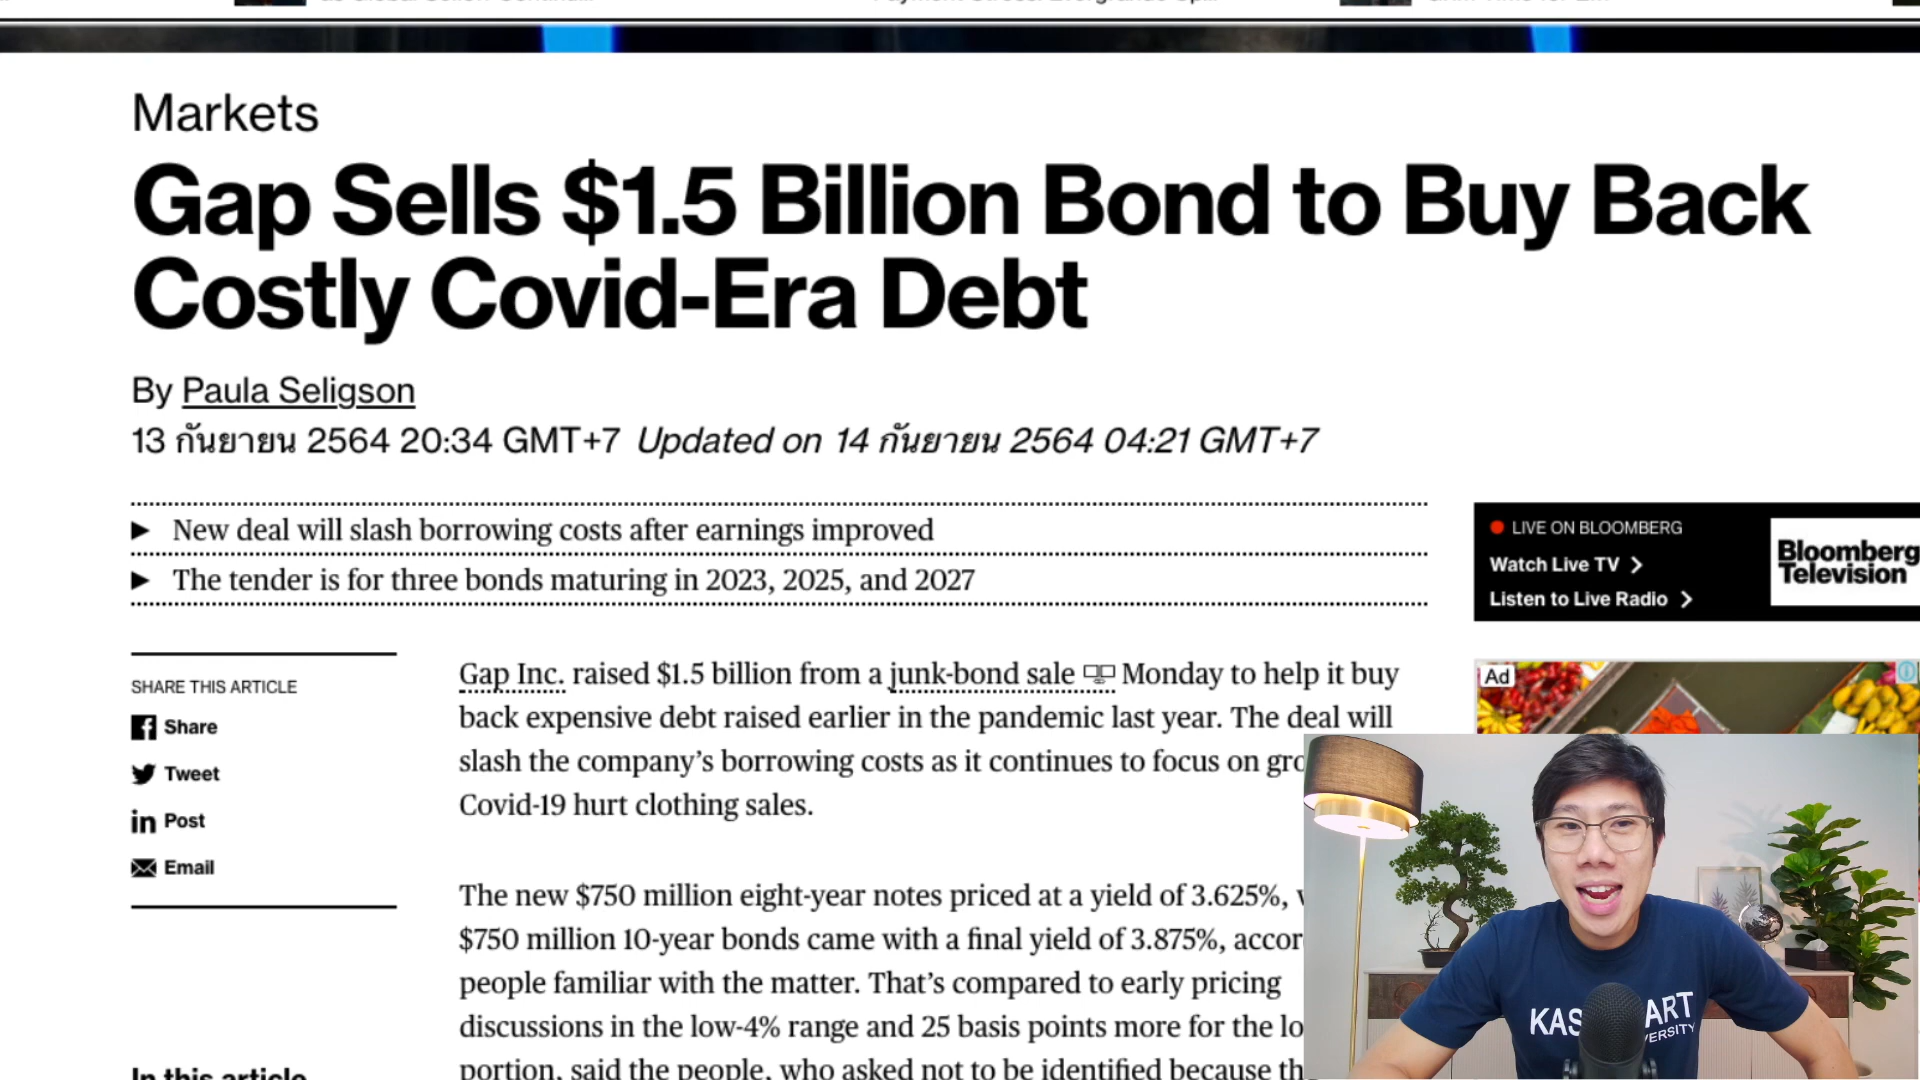 Markets
Gap Sells $1.5 Billion Bond to Buy Back
Costly Covid-Era Debt
By Paula Seligson
13 กันยายน 2564 20:34 GMT+7 Updated on 14 กันยายน 2564 04:21 GMT+7
New deal will slash borrowing costs after earnings improved
The tender is for three bonds maturing in 2023, 2025, and 2027
LIVE ON BLOOMBERG
Watch Live TV
Listen to Live Radio
Bloomberg
Television
SHARE THIS ARTICLE
Share
Tweet
Post
Email
Gap Inc. raised $1.5 billion from a junk-bond sale Monday to help it buy
back expensive debt raised earlier in the pandemic last year. The deal will
slash the company’s borrowing costs as it continues to focus on gro
Covid-19 hurt clothing sales.
The new $750 million eight-year notes priced at a yield of 3.625%,
$750 million 10-year bonds came with a final yield of 3.875%, accor
people familiar with the matter. That’s compared to early pricing
discussions in the low-4% range and 25 basis points more for the lo
portion, said the people, who asked not to be identified because th
In this article
Ad
KAS ART
VERSITY